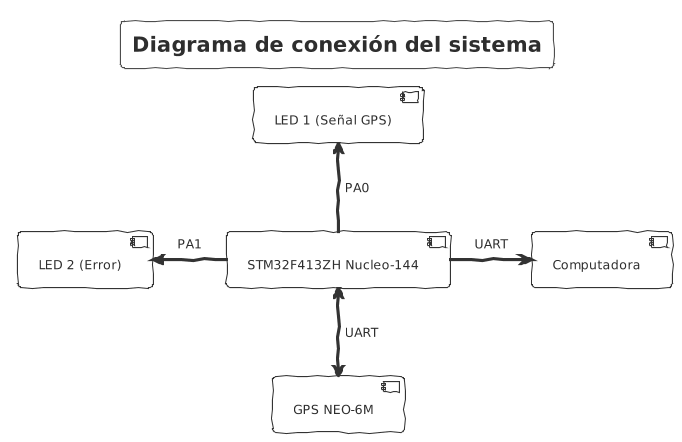 Diagrama de conexión del sistema
LED 1 (Señal GPS)
PA0
PA1
UART
LED 2 (Error)
STM32F413ZH Nucleo-144
Computadora
UART
GPS NEO-6M